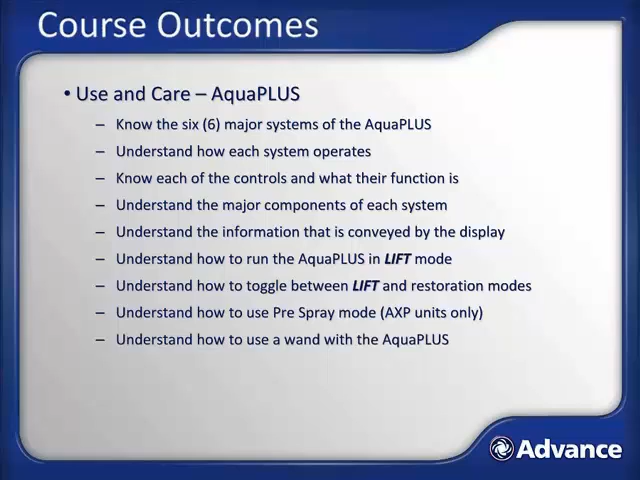 Course Outcomes
• Use and Care – AquaPLUS
– Know the six (6) major systems of the AquaPLUS
– Understand how each system operates
– Know each of the controls and what their function is
– Understand the major components of each system
– Understand the information that is conveyed by the display
– Understand how to run the AquaPLUS in LIFT mode
– Understand how to toggle between LIFT and restoration modes
– Understand how to use Pre Spray mode (AXP units only)
– Understand how to use a wand with the AquaPLUS
Advance